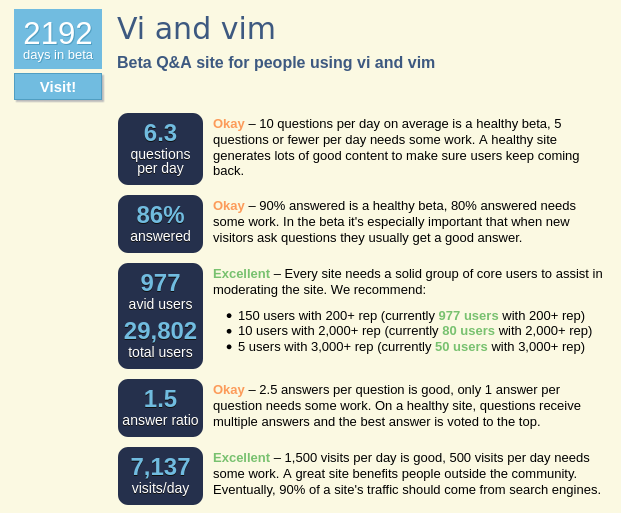 2192
days in beta
Visit!
Vi and vim
Beta Q&A site for people using vi and vim
6.3
questions
per day
Okay – 10 questions per day on average is a healthy beta, 5
questions or fewer per day needs some work. A healthy site
generates lots of good content to make sure users keep coming
back.
86%
answered
Okay – 90% answered is a healthy beta, 80% answered needs
some work. In the beta it's especially important that when new
visitors ask questions they usually get a good answer.
977
avid users
29,802
total users
Excellent – Every site needs a solid group of core users to assist in
moderating the site. We recommend:
• 150 users with 200+ rep (currently 977 users with 200+ rep)
• 10 users with 2,000+ rep (currently 80 users with 2,000+ rep)
• 5 users with 3,000+ rep (currently 50 users with 3,000+ rep)
1.5
answer ratio
Okay – 2.5 answers per question is good, only 1 answer per
question needs some work. On a healthy site, questions receive
multiple answers and the best answer is voted to the top.
7,137
visits/day
Excellent – 1,500 visits per day is good, 500 visits per day needs
some work. A great site benefits people outside the community.
Eventually, 90% of a site's traffic should come from search engines.